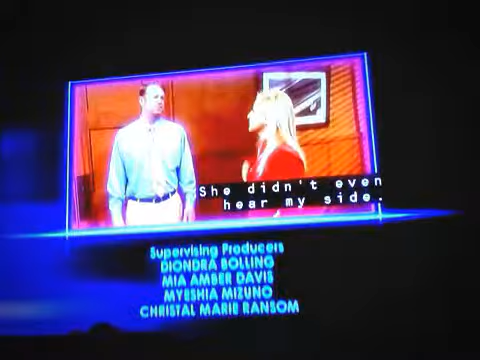 She didn't even
hear my side.
Supervising Producers
DIONDRA BOLLING
MIA AMBER DAVIS
MYESHIA MIZUNO
CHRISTAL MARIE RANSOM